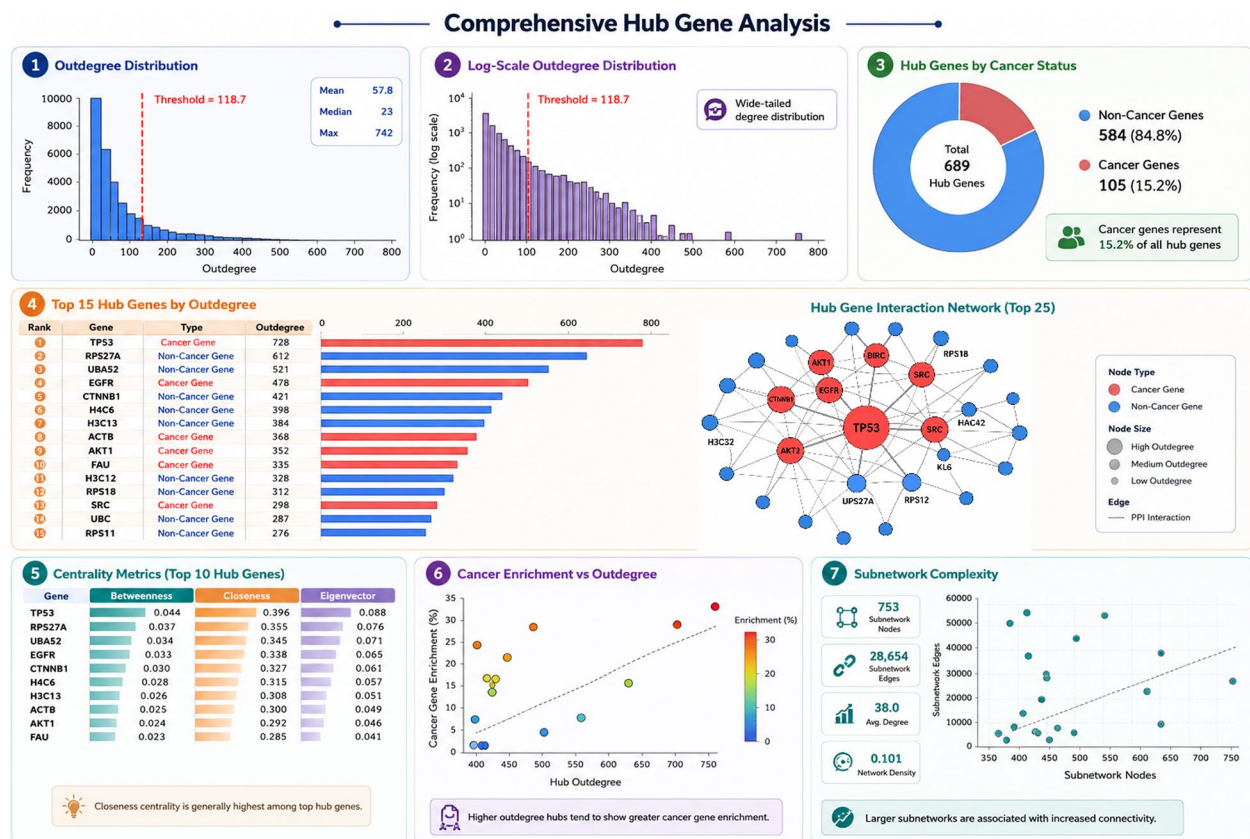 Comprehensive Hub Gene Analysis
1 Outdegree Distribution
Threshold = 118.7
Mean 57.8
Median 23
Max 742
Frequency
10000
8000
6000
4000
2000
0
0 100 200 300 400 500 600 700 800
Outdegree
2 Log-Scale Outdegree Distribution
Threshold = 118.7
Wide-tailed
degree distribution
Frequency (log scale)
10⁴
10³
10²
10¹
10⁰
0 100 200 300 400 500 600 700 800
Outdegree
3 Hub Genes by Cancer Status
Total
689
Hub Genes
Non-Cancer Genes
584 (84.8%)
Cancer Genes
105 (15.2%)
Cancer genes represent
15.2% of all hub genes
4 Top 15 Hub Genes by Outdegree
Rank Gene Type Outdegree
0 200 400 600 800
1 TP53 Cancer Gene 728
2 RPS27A Non-Cancer Gene 612
3 UBA52 Non-Cancer Gene 521
4 EGFR Cancer Gene 478
5 CTNNB1 Non-Cancer Gene 421
6 H4C6 Non-Cancer Gene 398
7 H3C13 Non-Cancer Gene 384
8 ACTB Cancer Gene 368
9 AKT1 Cancer Gene 352
10 FAU Cancer Gene 335
11 H3C12 Non-Cancer Gene 328
12 RPS18 Non-Cancer Gene 312
13 SRC Cancer Gene 298
14 UBC Non-Cancer Gene 287
15 RPS11 Non-Cancer Gene 276
Hub Gene Interaction Network (Top 25)
BIRC
RPS18
AKT1
SRC
EGFR
CTNNB1
HAC42
H3C32
TP53
SRC
AKT2
KL6
UPS27A
RPS12
Node Type
Cancer Gene
Non-Cancer Gene
Node Size
High Outdegree
Medium Outdegree
Low Outdegree
Edge
PPI Interaction
5 Centrality Metrics (Top 10 Hub Genes)
Gene Betweenness Closeness Eigenvector
TP53 0.044 0.396 0.088
RPS27A 0.037 0.355 0.076
UBA52 0.034 0.345 0.071
EGFR 0.033 0.338 0.065
CTNNB1 0.030 0.327 0.061
H4C6 0.028 0.315 0.057
H3C13 0.026 0.308 0.051
ACTB 0.025 0.300 0.049
AKT1 0.024 0.292 0.046
FAU 0.023 0.285 0.041
Closeness centrality is generally highest among top hub genes.
6 Cancer Enrichment vs Outdegree
Cancer Gene Enrichment (%)
35
30
25
20
15
10
5
0
400 450 500 550 600 650 700 750
Hub Outdegree
Enrichment (%)
30
20
10
0
Higher outdegree hubs tend to show greater cancer gene enrichment.
7 Subnetwork Complexity
753
Subnetwork
Nodes
28,654
Subnetwork
Edges
38.0
Avg. Degree
0.101
Network Density
Subnetwork Edges
60000
50000
40000
30000
20000
10000
0
350 400 450 500 550 600 650 700 750
Subnetwork Nodes
Larger subnetworks are associated with increased connectivity.